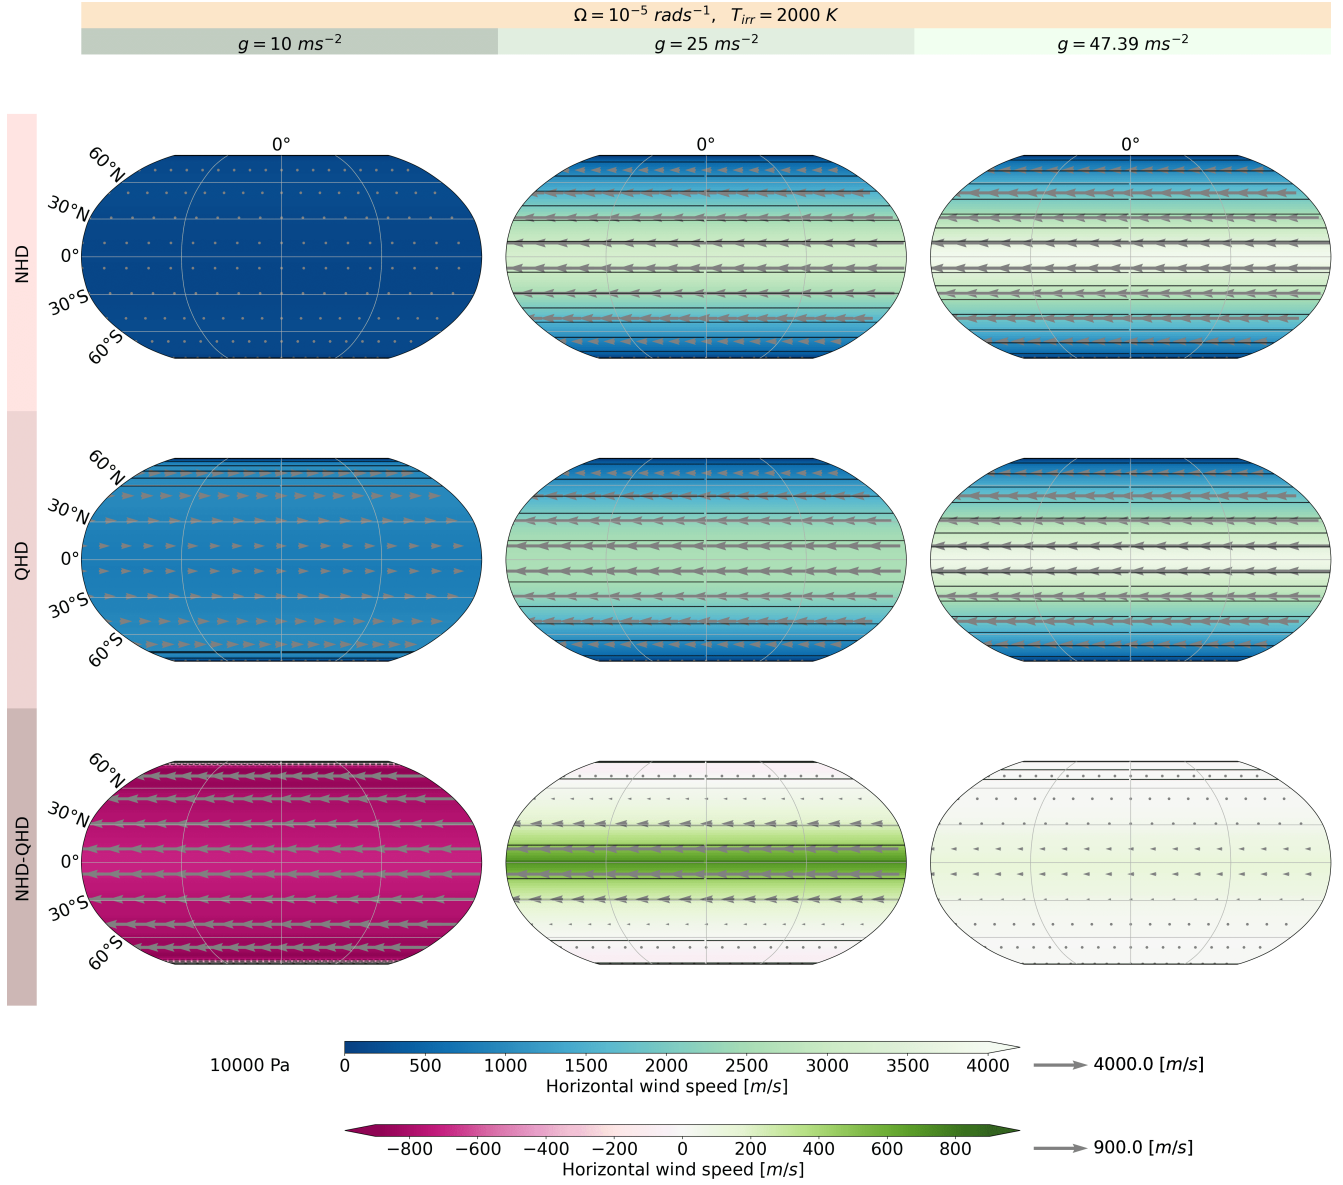 Ω = 10⁻⁵ rads⁻¹, T_irr = 2000 K
g = 10 ms⁻² g = 25 ms⁻² g = 47.39 ms⁻²
0° 0° 0°
NHD
60°N
30°N
0°
30°S
60°S
QHD
60°N
30°N
0°
30°S
60°S
NHD-QHD
60°N
30°N
0°
30°S
60°S
10000 Pa
0 500 1000 1500 2000 2500 3000 3500 4000
Horizontal wind speed [m/s]
4000.0 [m/s]
−800 −600 −400 −200 0 200 400 600 800
Horizontal wind speed [m/s]
900.0 [m/s]